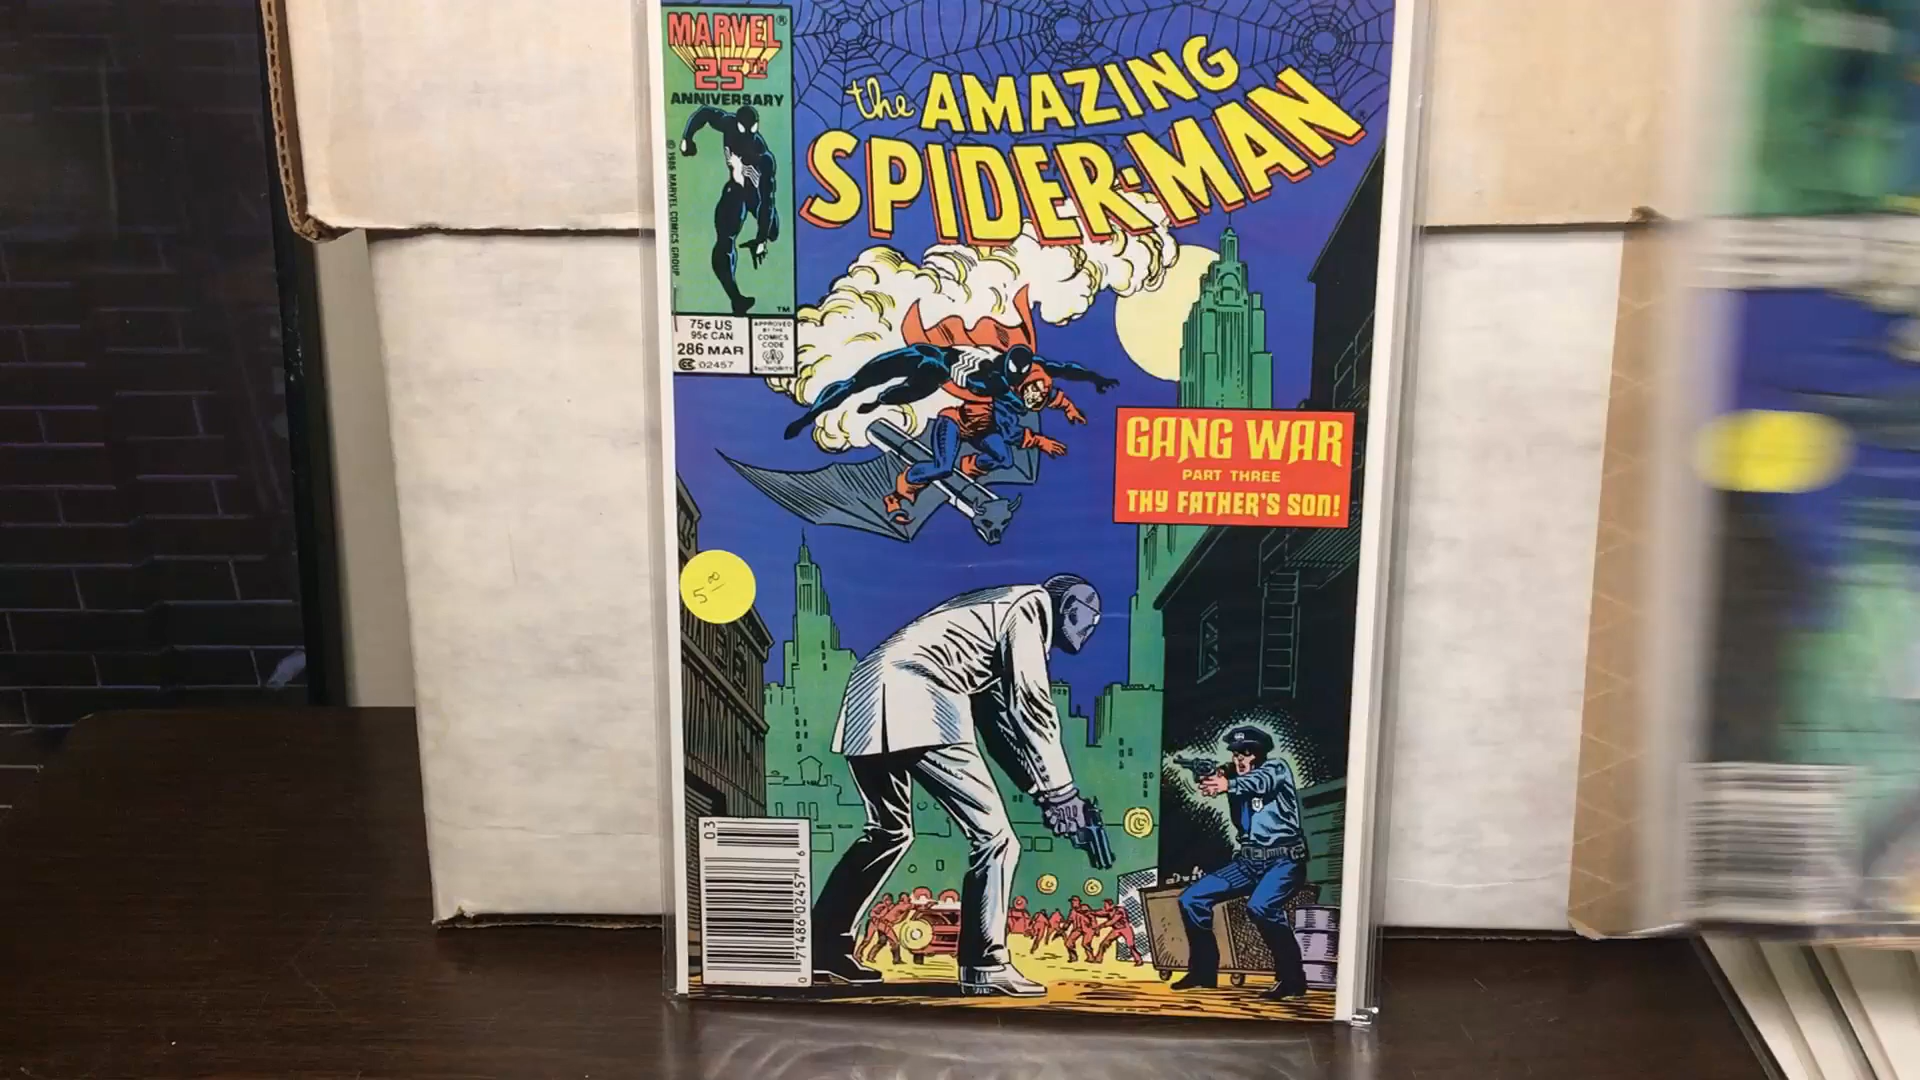 MARVEL®
25TH
ANNIVERSARY
© 1986 MARVEL COMICS GROUP
TM
75¢ US
95¢ CAN
286 MAR
CC 02457
APPROVED
BY THE
COMICS
CODE
AUTHORITY
the AMAZING
SPIDER-MAN®
GANG WAR
PART THREE
THY FATHER'S SON!
5.00
03
0 71486 02457 6